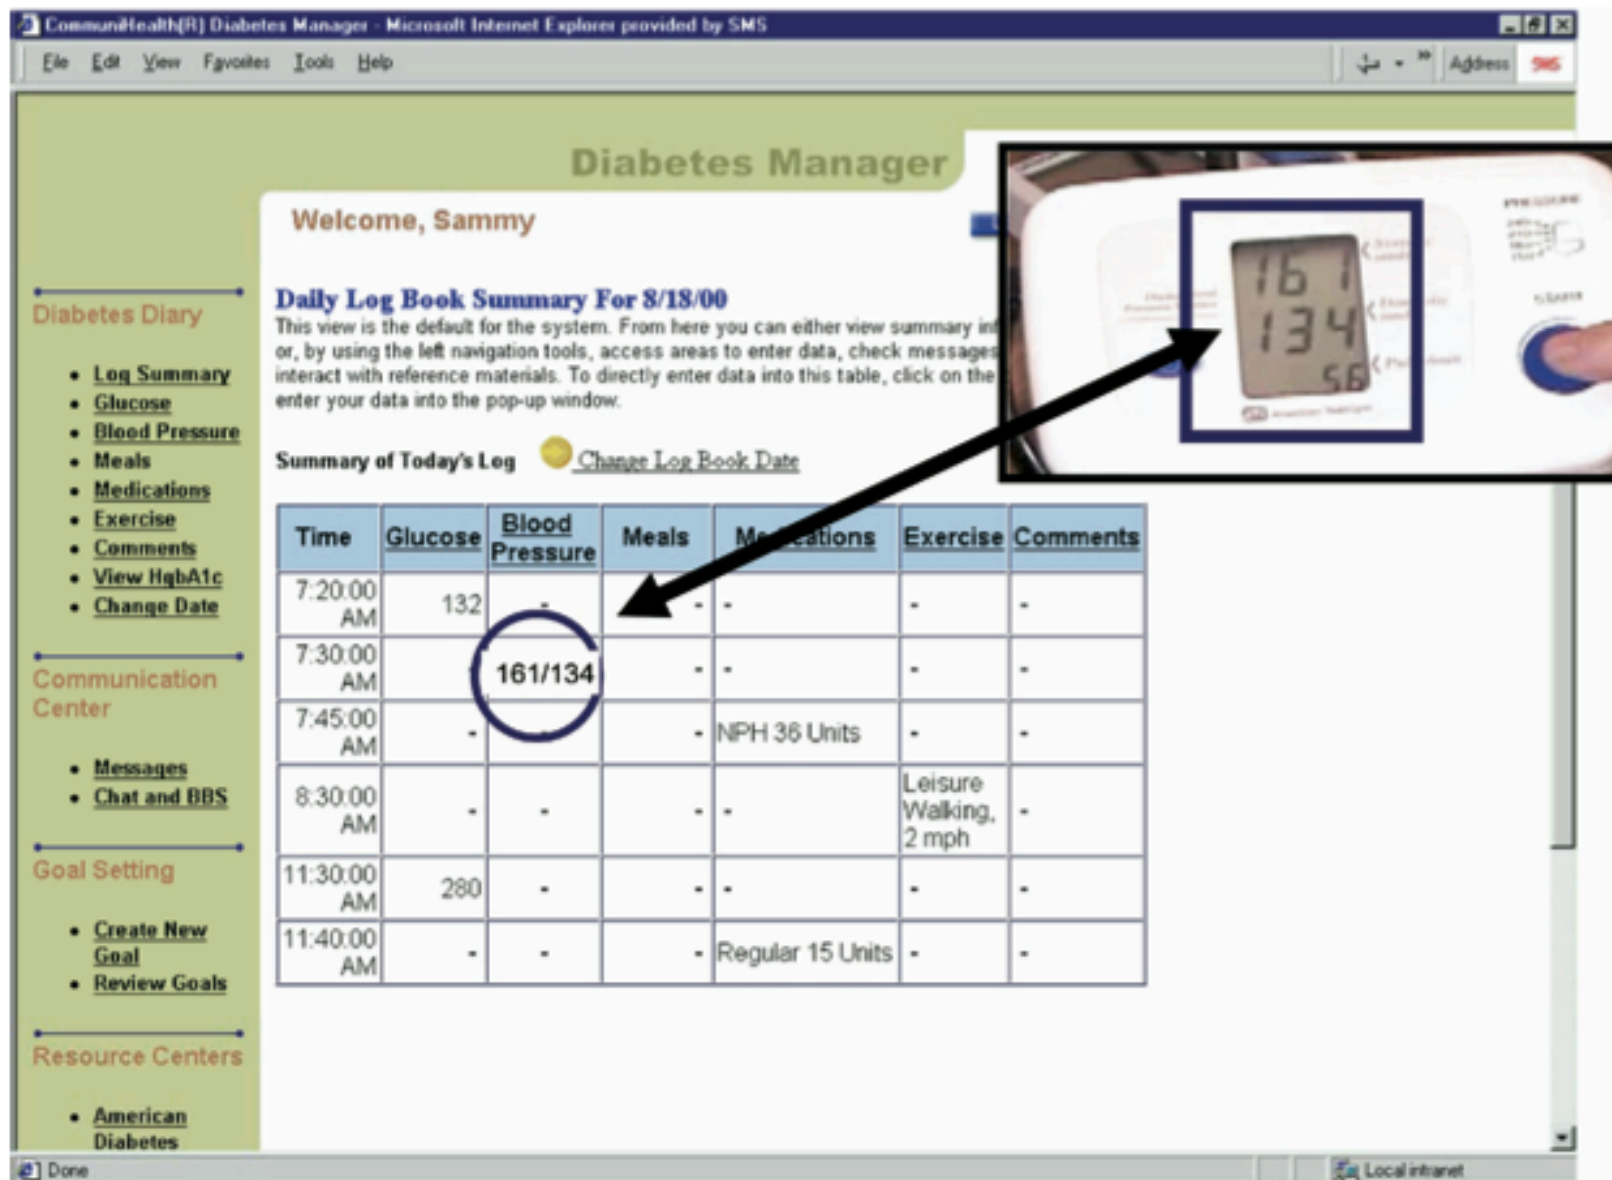 CommuniHealth(R) Diabetes Manager - Microsoft Internet Explorer provided by SMS
File Edit View Favorites Tools Help
Address SMS
Diabetes Manager
Welcome, Sammy
Daily Log Book Summary For 8/18/00
This view is the default for the system. From here you can either view summary
or, by using the left navigation tools, access areas to enter data, check messages
interact with reference materials. To directly enter data into this table, click on the
enter your data into the pop-up window.
Summary of Today's Log Change Log Book Date
161
134
56
Diabetes Diary
Log Summary
Glucose
Blood Pressure
Meals
Medications
Exercise
Comments
View HgbA1c
Change Date
Communication
Center
Messages
Chat and BBS
Goal Setting
Create New
Goal
Review Goals
Resource Centers
American
Diabetes
Time Glucose Blood Pressure Meals Exercise Comments
7:20:00 AM 132 - - - - -
7:30:00 AM 161/134 - - - -
7:45:00 AM - - - NPH 36 Units - -
8:30:00 AM - - - - Leisure Walking, 2 mph -
11:30:00 AM 280 - - - - -
11:40:00 AM - - - Regular 15 Units - -
Done
Local intranet